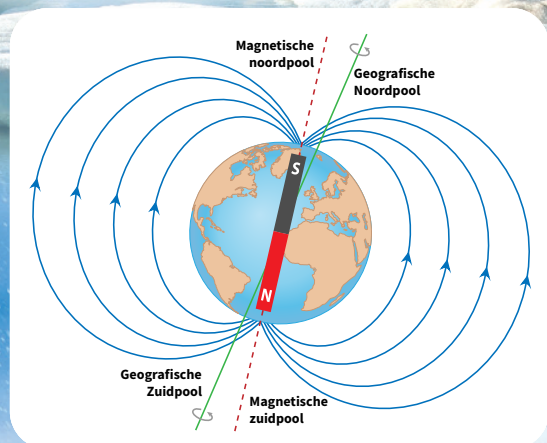 Magnetische
noordpool
Geografische
Noordpool
S
N
Geografische
Zuidpool
Magnetische
zuidpool